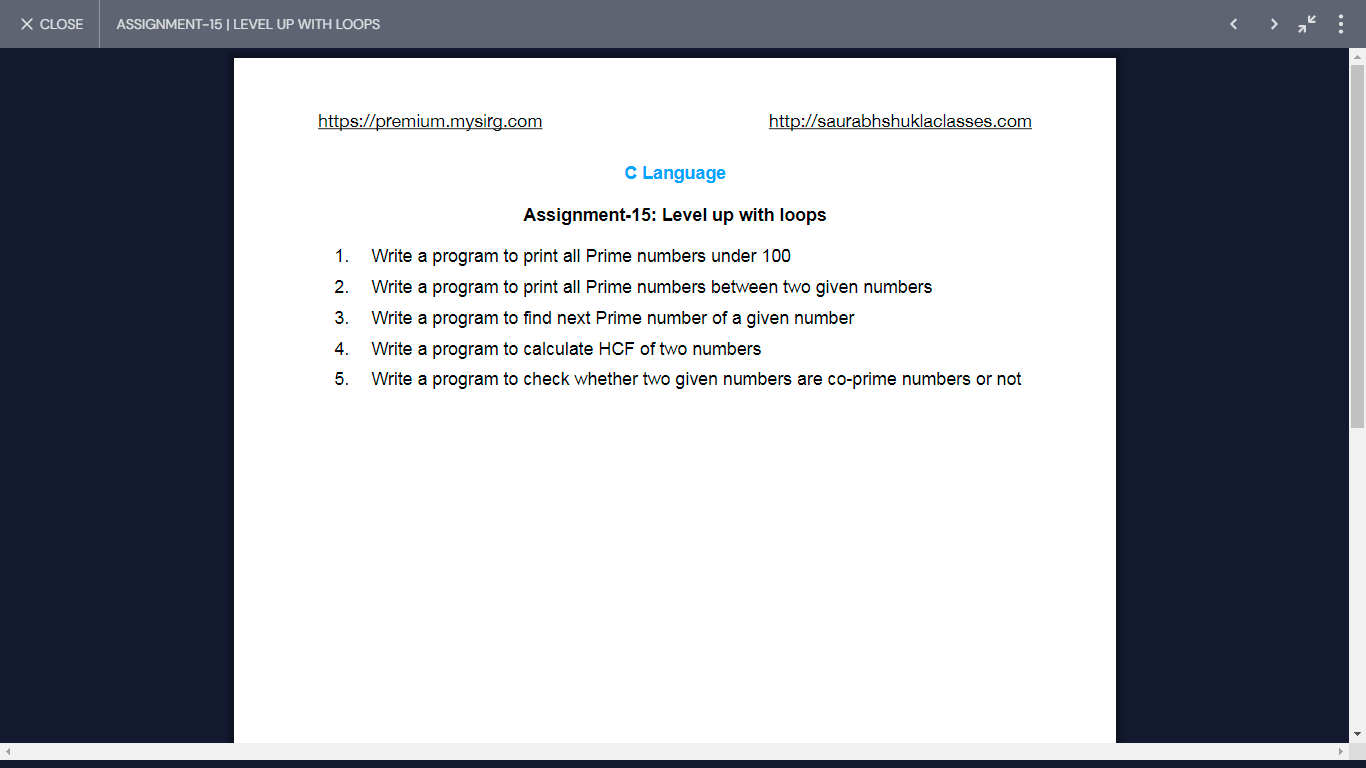 CLOSE
ASSIGNMENT-15 | LEVEL UP WITH LOOPS
https://premium.mysirg.com
http://saurabhshuklaclasses.com
C Language
Assignment-15: Level up with loops
1. Write a program to print all Prime numbers under 100
2. Write a program to print all Prime numbers between two given numbers
3. Write a program to find next Prime number of a given number
4. Write a program to calculate HCF of two numbers
5. Write a program to check whether two given numbers are co-prime numbers or not